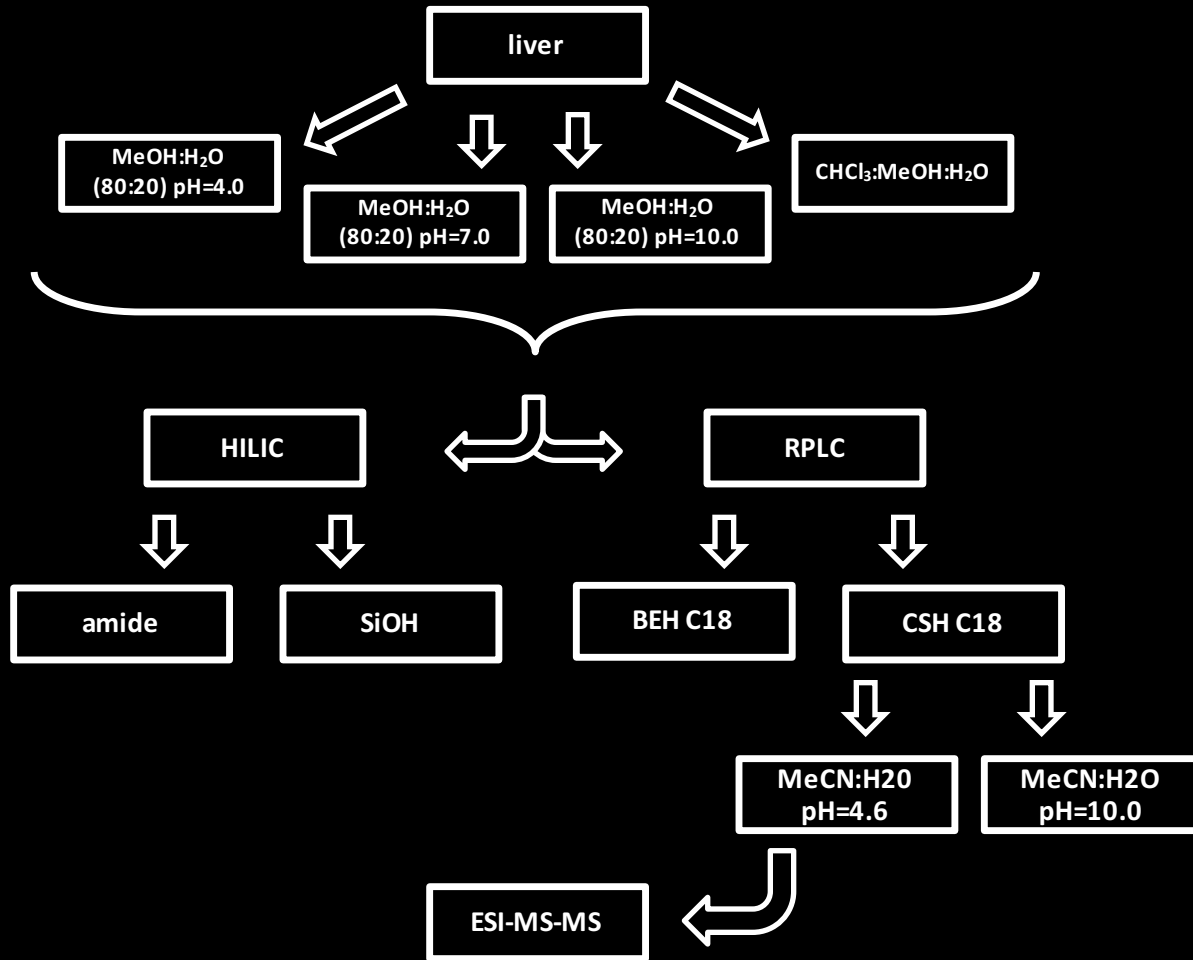 liver
MeOH:H₂O
(80:20) pH=4.0
MeOH:H₂O
(80:20) pH=7.0
MeOH:H₂O
(80:20) pH=10.0
CHCl₃:MeOH:H₂O
HILIC
RPLC
amide
SiOH
BEH C18
CSH C18
MeCN:H20
pH=4.6
MeCN:H2O
pH=10.0
ESI-MS-MS